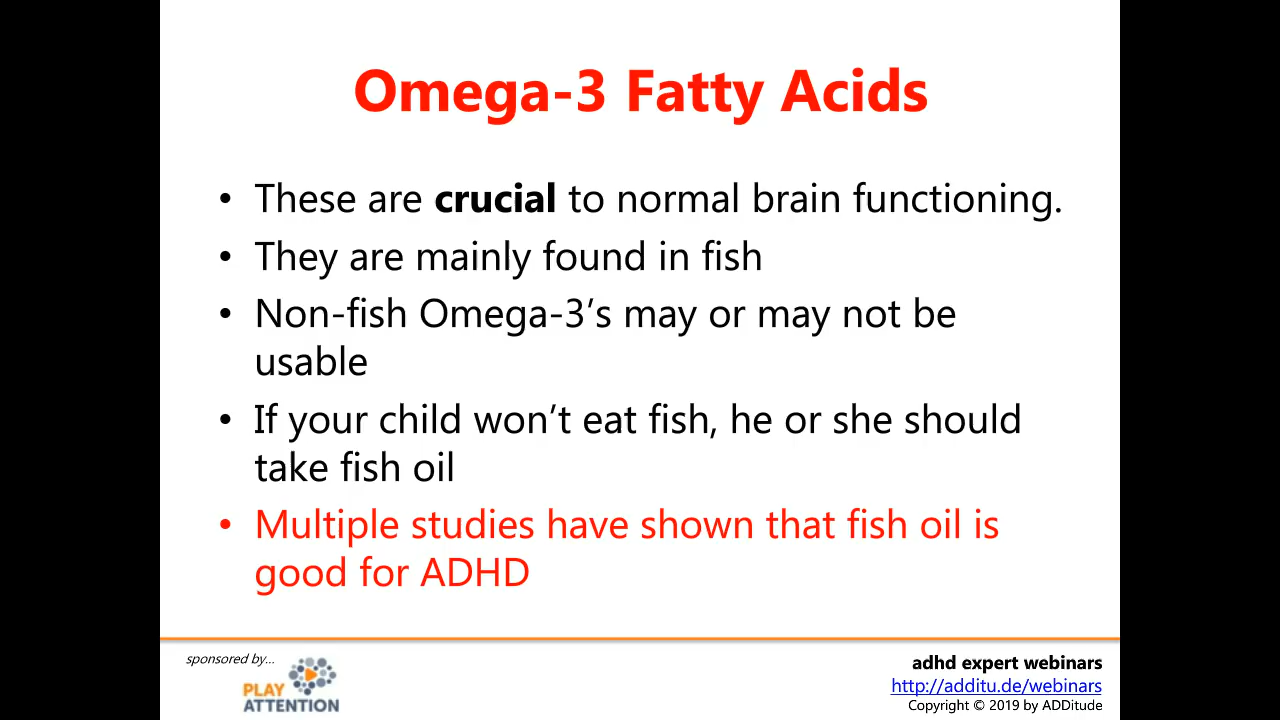 Omega-3 Fatty Acids
• These are crucial to normal brain functioning.
• They are mainly found in fish
• Non-fish Omega-3’s may or may not be
usable
• If your child won’t eat fish, he or she should
take fish oil
• Multiple studies have shown that fish oil is
good for ADHD
sponsored by...
PLAY
ATTENTION
adhd expert webinars
http://additu.de/webinars
Copyright © 2019 by ADDitude